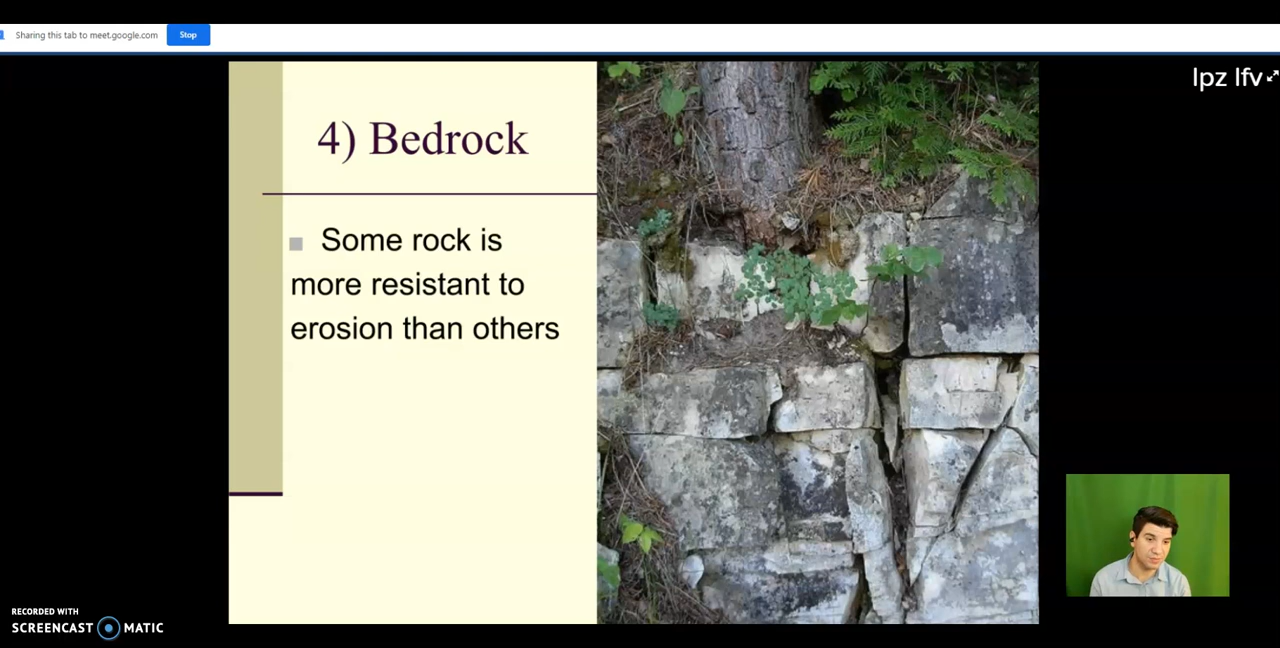 Sharing this tab to meet.google.com
Stop
lpz lfv
4) Bedrock
Some rock is
more resistant to
erosion than others
RECORDED WITH
SCREENCAST MATIC